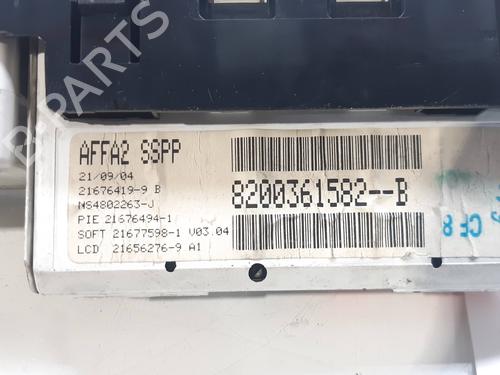 AFFA2 SSPP
21/09/04
21676419-9 B
NS4802263-J
PIE 21676494-1
SOFT 21677598-1 V03.04
LCD 21656276-9 A1
8200361582--B
CF8
B-PARTS